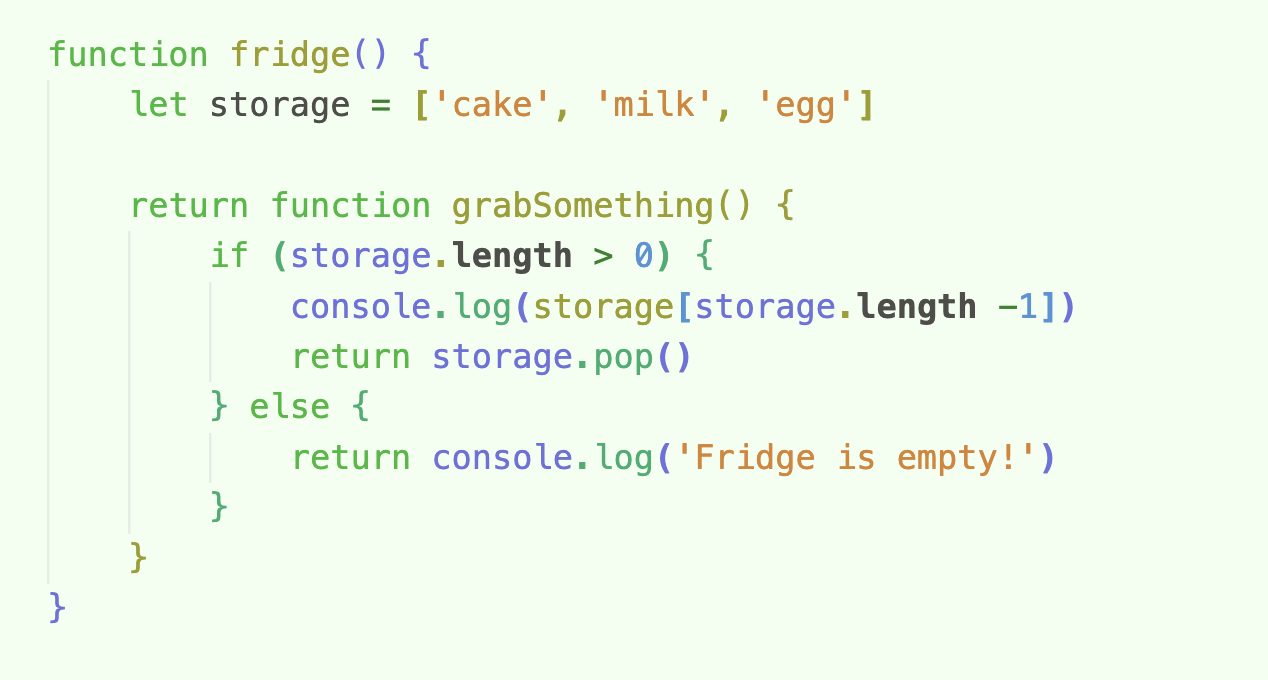 function fridge() {
    let storage = ['cake', 'milk', 'egg']

    return function grabSomething() {
        if (storage.length > 0) {
            console.log(storage[storage.length -1])
            return storage.pop()
        } else {
            return console.log('Fridge is empty!')
        }
    }
}